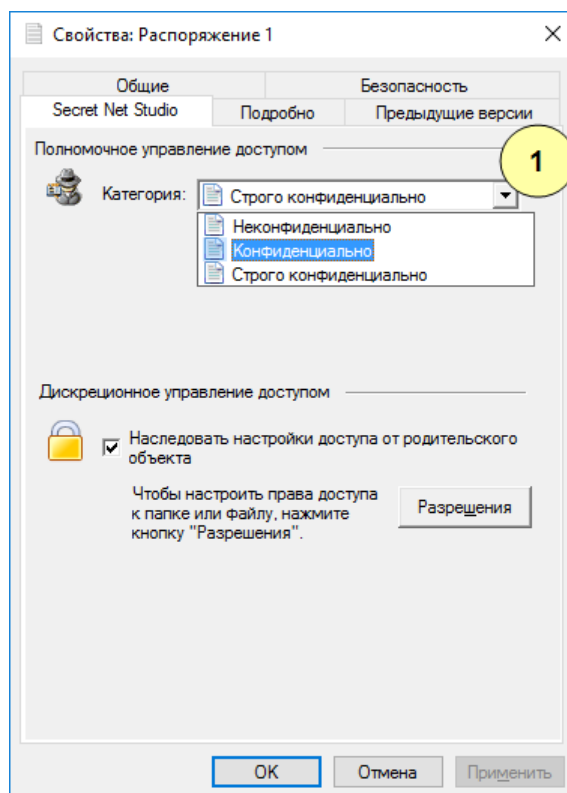 Свойства: Распоряжение 1
Общие
Безопасность
Secret Net Studio
Подробно
Предыдущие версии
Полномочное управление доступом
1
Категория:
Строго конфиденциально
Неконфиденциально
Конфиденциально
Строго конфиденциально
Дискреционное управление доступом
Наследовать настройки доступа от родительского
объекта
Чтобы настроить права доступа
к папке или файлу, нажмите
кнопку "Разрешения".
Разрешения
OK
Отмена
Применить